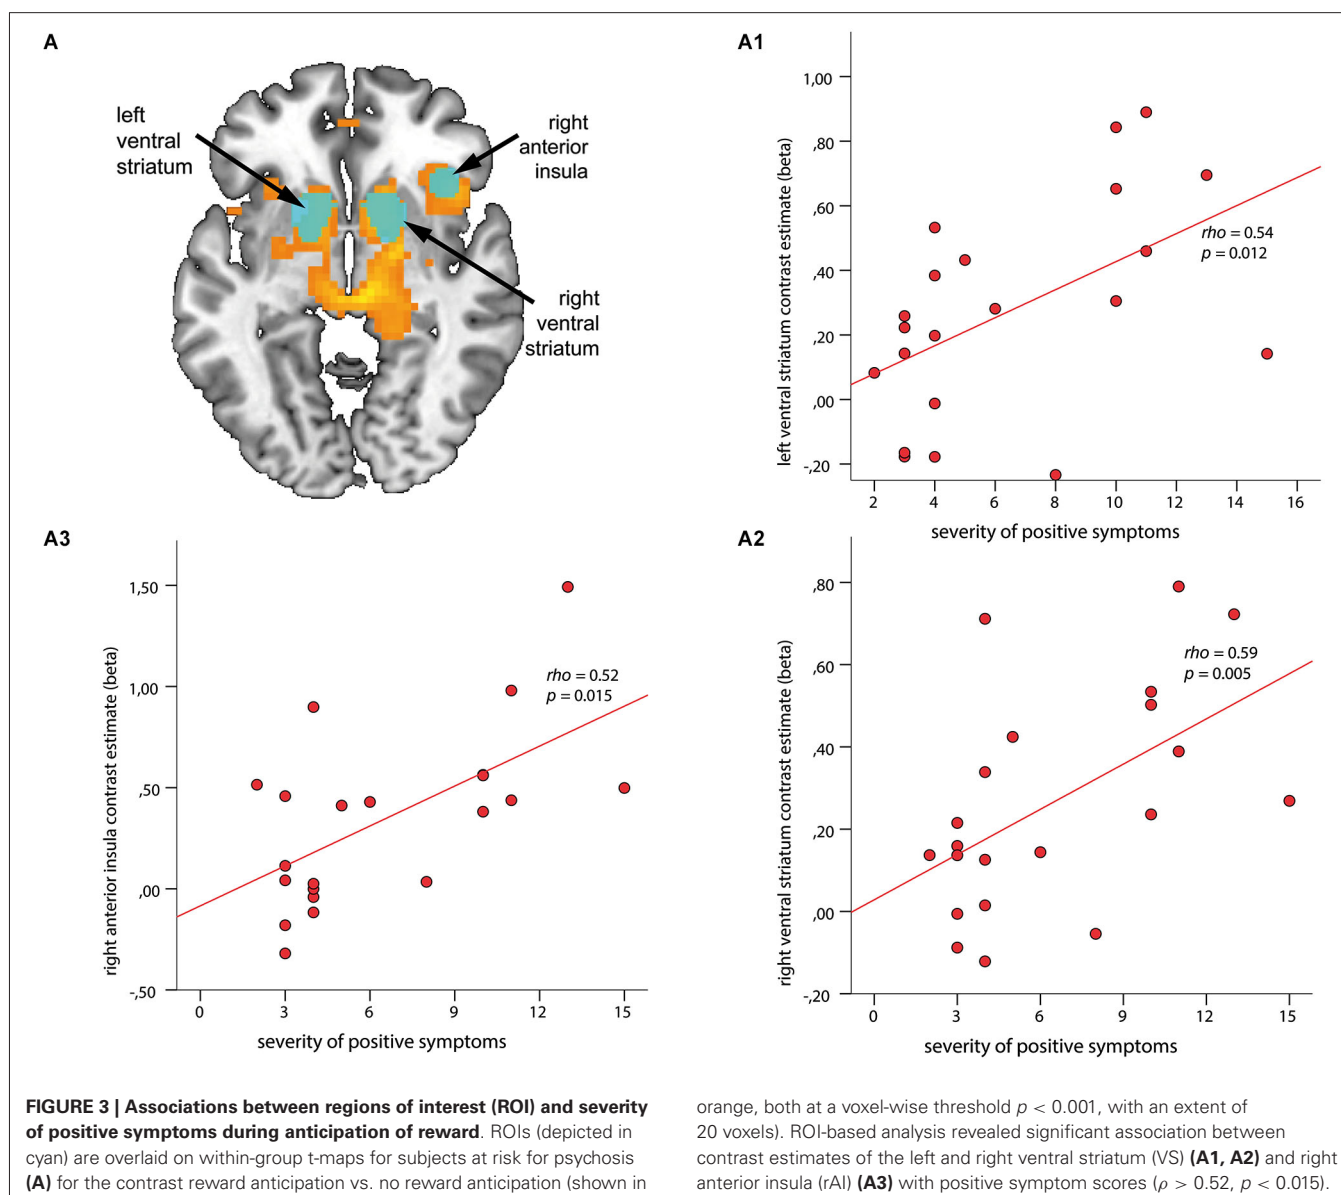 A
left
ventral
striatum
right
anterior
insula
right
ventral
striatum
A1
left ventral striatum contrast estimate (beta)
1,00
,80
,60
,40
,20
,00
-,20
rho = 0.54
p = 0.012
2 4 6 8 10 12 14 16
severity of positive symptoms
A3
right anterior insula contrast estimate (beta)
1,50
1,00
,50
,00
-,50
rho = 0.52
p = 0.015
0 3 6 9 12 15
severity of positive symptoms
A2
right ventral striatum contrast estimate (beta)
,80
,60
,40
,20
,00
-,20
rho = 0.59
p = 0.005
0 3 6 9 12 15
severity of positive symptoms
FIGURE 3 | Associations between regions of interest (ROI) and severity
of positive symptoms during anticipation of reward. ROIs (depicted in
cyan) are overlaid on within-group t-maps for subjects at risk for psychosis
(A) for the contrast reward anticipation vs. no reward anticipation (shown in
orange, both at a voxel-wise threshold p < 0.001, with an extent of
20 voxels). ROI-based analysis revealed significant association between
contrast estimates of the left and right ventral striatum (VS) (A1, A2) and right
anterior insula (rAI) (A3) with positive symptom scores (ρ > 0.52, p < 0.015).